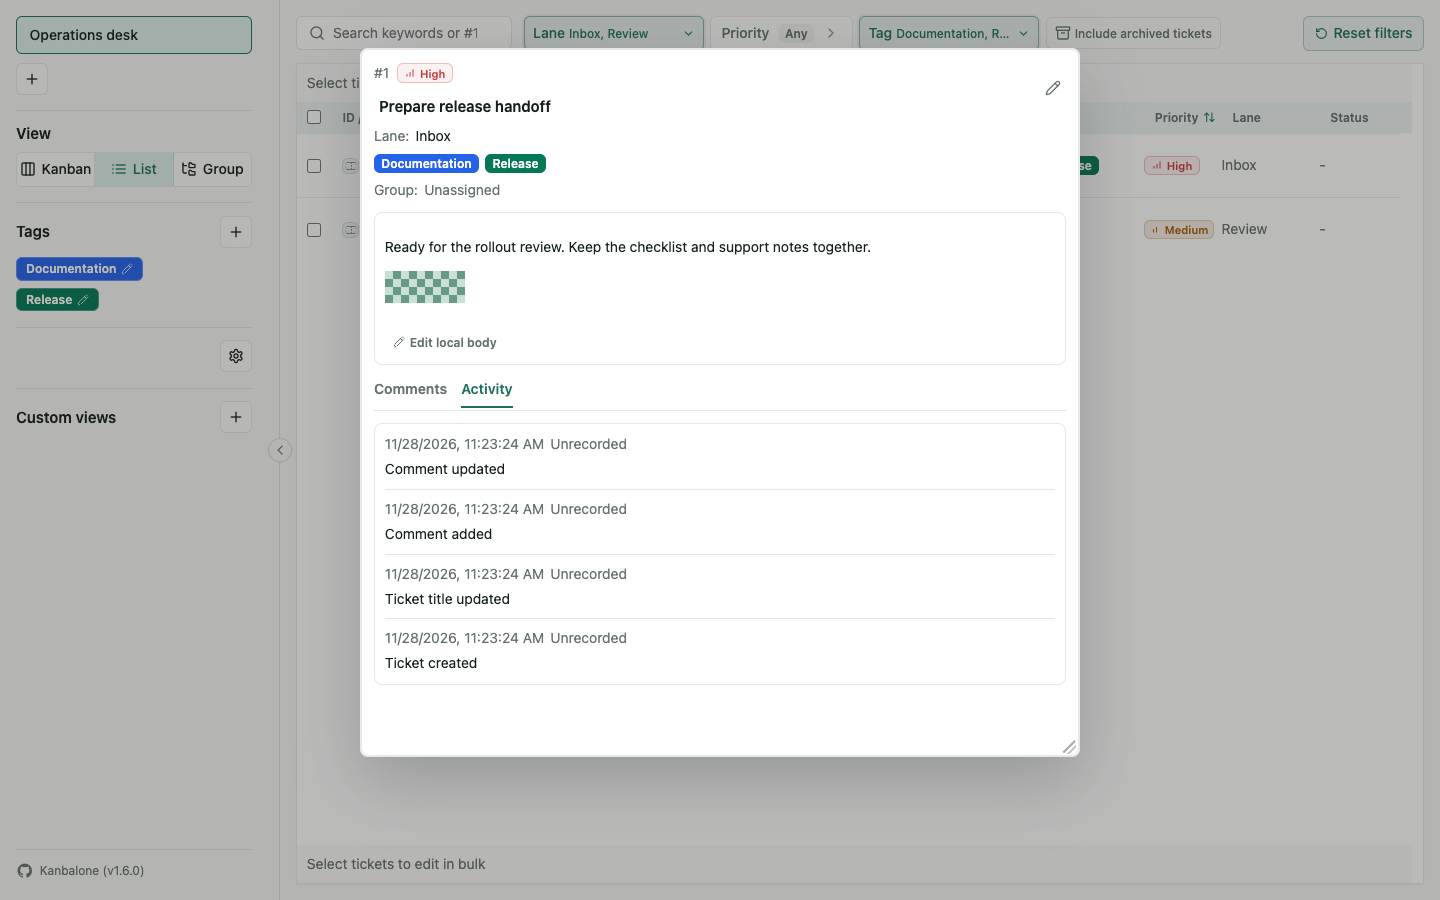 Operations desk
View
Kanban
List
Group
Tags
Documentation
Release
Custom views
Kanbalone (v1.6.0)
Search keywords or #1
Lane Inbox, Review
Priority Any
Tag Documentation, R...
Include archived tickets
Reset filters
Select ti
ID
Priority
Lane
Status
se
High
Inbox
-
Medium
Review
-
#1
High
Prepare release handoff
Lane: Inbox
Documentation
Release
Group: Unassigned
Ready for the rollout review. Keep the checklist and support notes together.
Edit local body
Comments
Activity
11/28/2026, 11:23:24 AM Unrecorded
Comment updated
11/28/2026, 11:23:24 AM Unrecorded
Comment added
11/28/2026, 11:23:24 AM Unrecorded
Ticket title updated
11/28/2026, 11:23:24 AM Unrecorded
Ticket created
Select tickets to edit in bulk